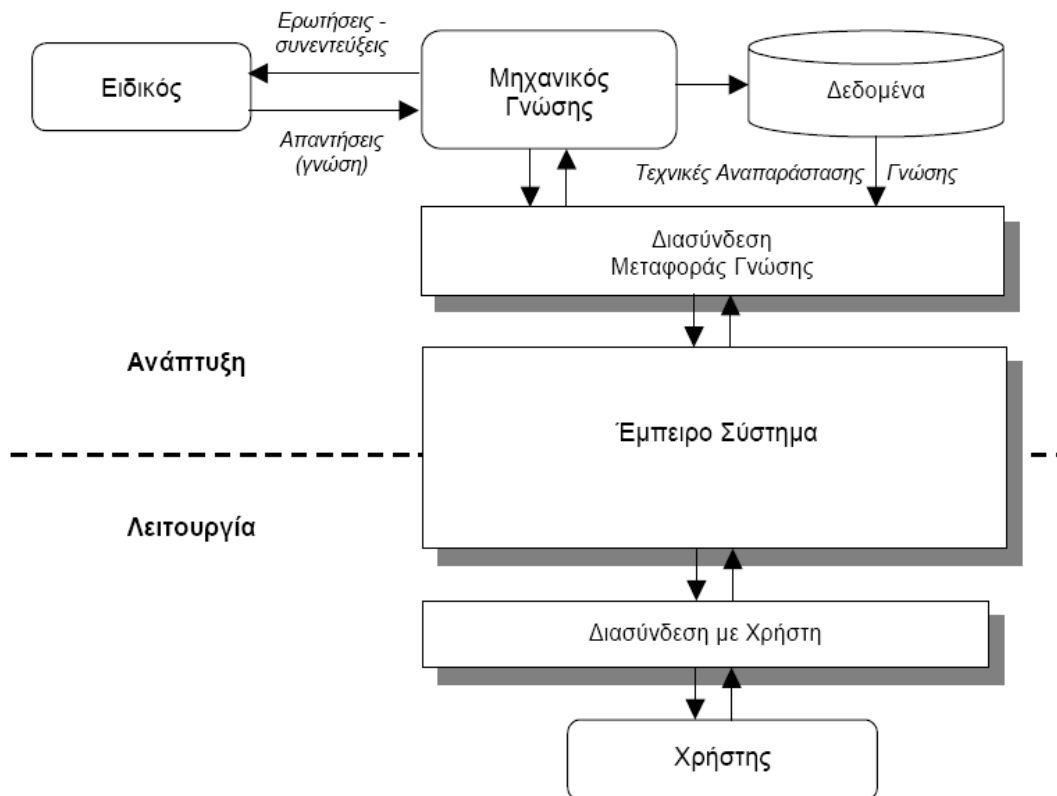 Ερωτήσεις -
συνεντεύξεις
Ειδικός
Μηχανικός
Γνώσης
Δεδομένα
Απαντήσεις
(γνώση)
Τεχνικές Αναπαράστασης Γνώσης
Διασύνδεση
Μεταφοράς Γνώσης
Ανάπτυξη
Έμπειρο Σύστημα
Λειτουργία
Διασύνδεση με Χρήστη
Χρήστης